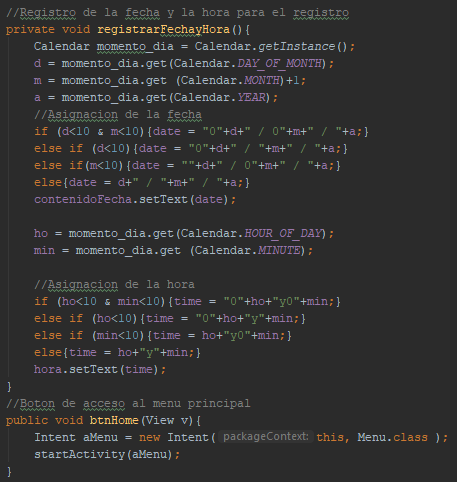 //Registro de la fecha y la hora para el registro
private void registrarFechayHora(){
    Calendar momento_dia = Calendar.getInstance();
    d = momento_dia.get(Calendar.DAY_OF_MONTH);
    m = momento_dia.get (Calendar.MONTH)+1;
    a = momento_dia.get (Calendar.YEAR);
    //Asignacion de la fecha
    if (d<10 & m<10){date = "0"+d+" / 0"+m+" / "+a;}
    else if (d<10){date = "0"+d+" / "+m+" / "+a;}
    else if(m<10){date = ""+d+" / 0"+m+" / "+a;}
    else{date = d+" / "+m+" / "+a;}
    contenidoFecha.setText(date);

    ho = momento_dia.get(Calendar.HOUR_OF_DAY);
    min = momento_dia.get (Calendar.MINUTE);

    //Asignacion de la hora
    if (ho<10 & min<10){time = "0"+ho+"y0"+min;}
    else if (ho<10){time = "0"+ho+"y"+min;}
    else if (min<10){time = ho+"y0"+min;}
    else{time = ho+"y"+min;}
    hora.setText(time);
}
//Boton de acceso al menu principal
public void btnHome(View v){
    Intent aMenu = new Intent( packageContext: this, Menu.class );
    startActivity(aMenu);
}